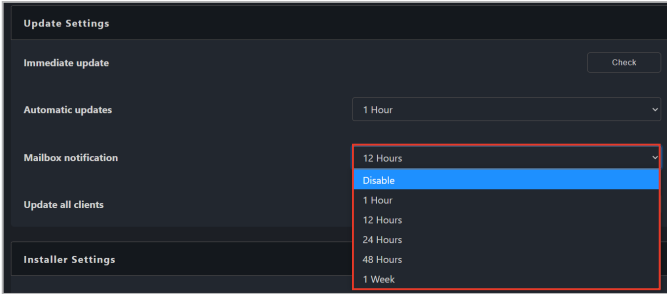 Update Settings
Immediate update
Check
Automatic updates
1 Hour
Mailbox notification
12 Hours
Disable
1 Hour
Update all clients
12 Hours
24 Hours
48 Hours
Installer Settings
1 Week